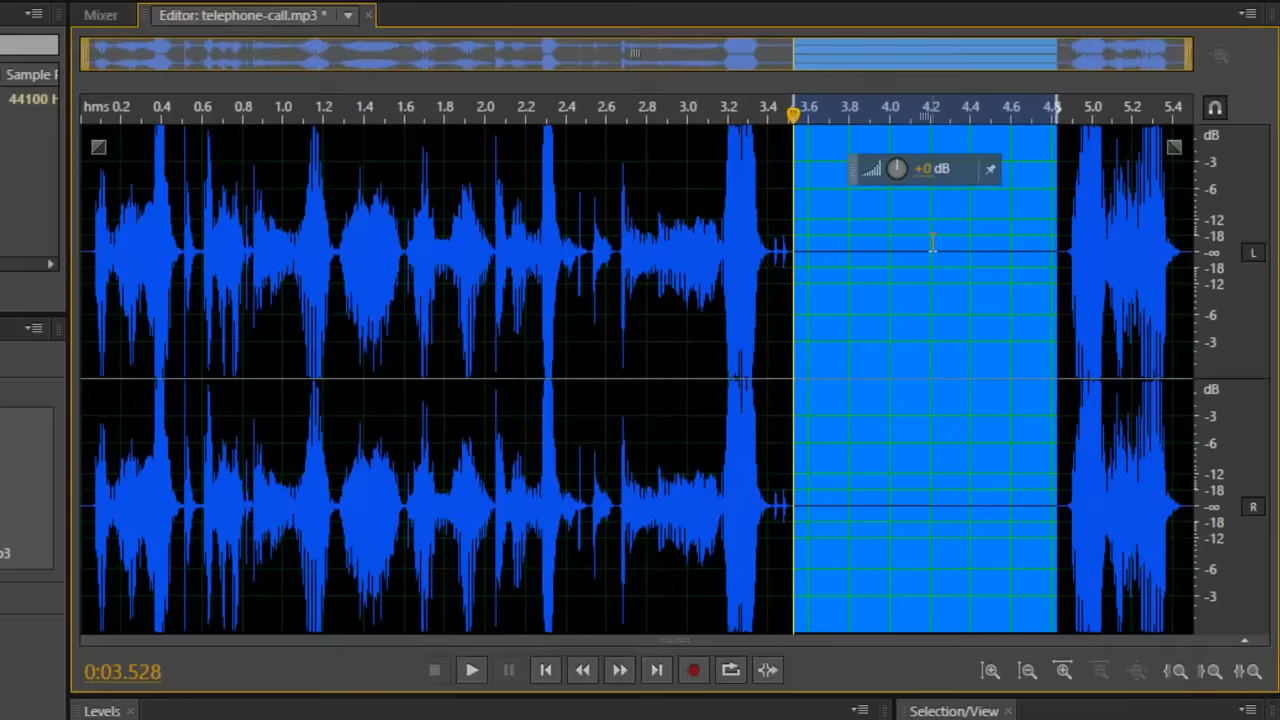 Mixer
Editor: telephone-call.mp3 *
Sample
44100
hms 0.2 0.4 0.6 0.8 1.0 1.2 1.4 1.6 1.8 2.0 2.2 2.4 2.6 2.8 3.0 3.2 3.4 3.6 3.8 4.0 4.2 4.4 4.6 4.8 5.0 5.2 5.4
dB
-3
-6
-12
-18
-∞
-18
-12
-6
-3
+0 dB
L
dB
-3
-6
-12
-18
-∞
-18
-12
-6
-3
R
p3
0:03.528
Levels
Selection/View